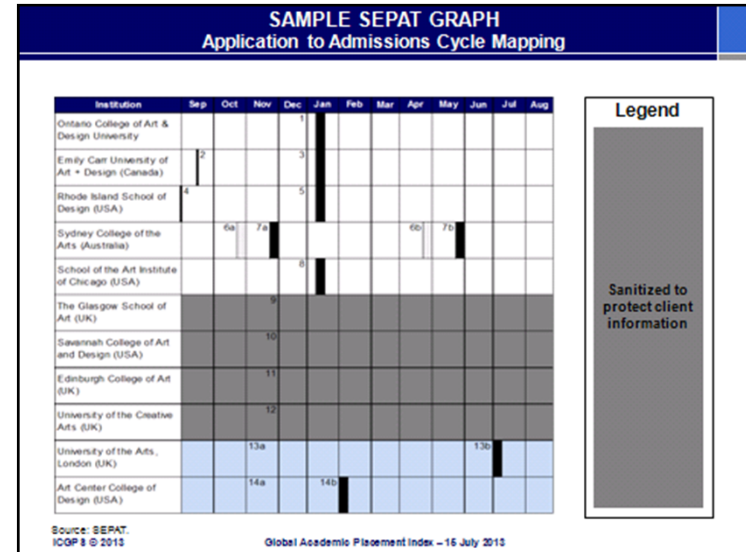 SAMPLE SEPAT GRAPH
Application to Admissions Cycle Mapping
Institution Sep Oct Nov Dec Jan Feb Mar Apr May Jun Jul Aug
Ontario College of Art & 1
Design University
Emily Carr University of 2 3
Art + Design (Canada)
Rhode Island School of 4 5
Design (USA)
Sydney College of the 6a 7a 6b 7b
Arts (Australia)
School of the Art Institute 8
of Chicago (USA)
The Glasgow School of 9
Art (UK)
Savannah College of Art 10
and Design (USA)
Edinburgh College of Art 11
(UK)
University of the Creative 12
Arts (UK)
University of the Arts, 13a 13b
London (UK)
Art Center College of 14a 14b
Design (USA)
Legend
Sanitized to
protect client
information
Source: SEPAT.
ICGP 8 © 2013
Global Academic Placement Index – 15 July 2013